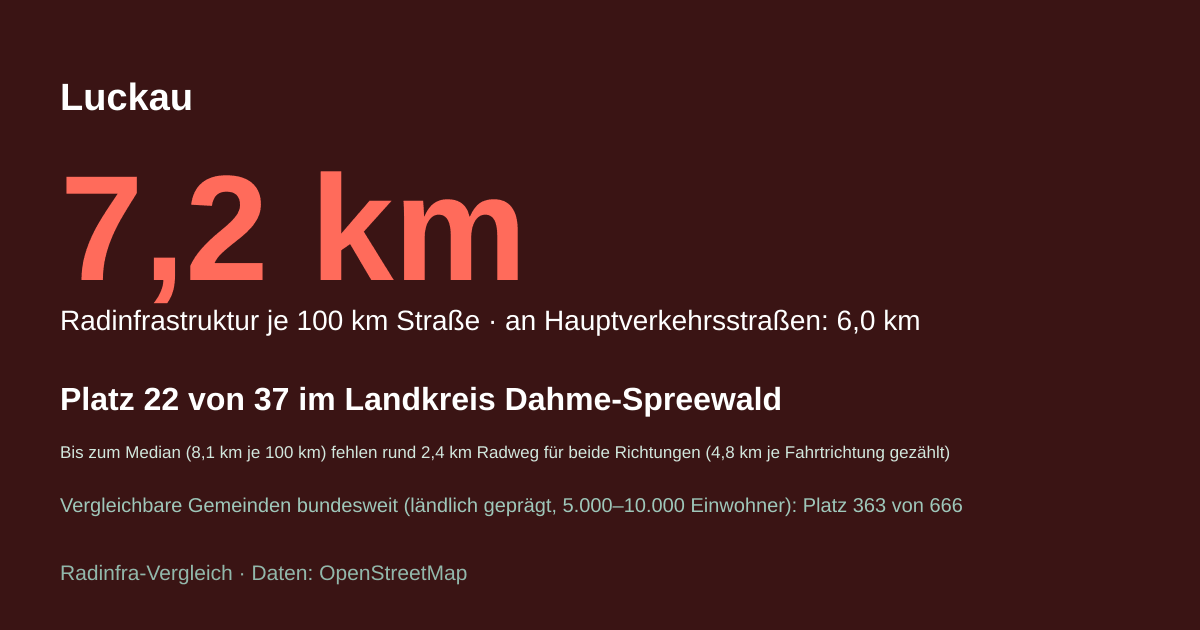 Luckau
7,2 km
Radinfrastruktur je 100 km Straße · an Hauptverkehrsstraßen: 6,0 km
Platz 22 von 37 im Landkreis Dahme-Spreewald
Bis zum Median (8,1 km je 100 km) fehlen rund 2,4 km Radweg für beide Richtungen (4,8 km je Fahrtrichtung gezählt)
Vergleichbare Gemeinden bundesweit (ländlich geprägt, 5.000–10.000 Einwohner): Platz 363 von 666
Radinfra-Vergleich · Daten: OpenStreetMap